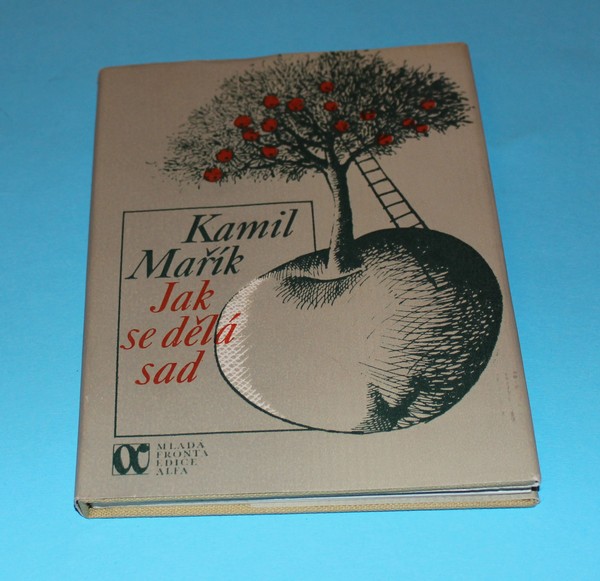 Kamil
Mařík
Jak
se dělá
sad
MLADÁ
FRONTA
EDICE
ALFA